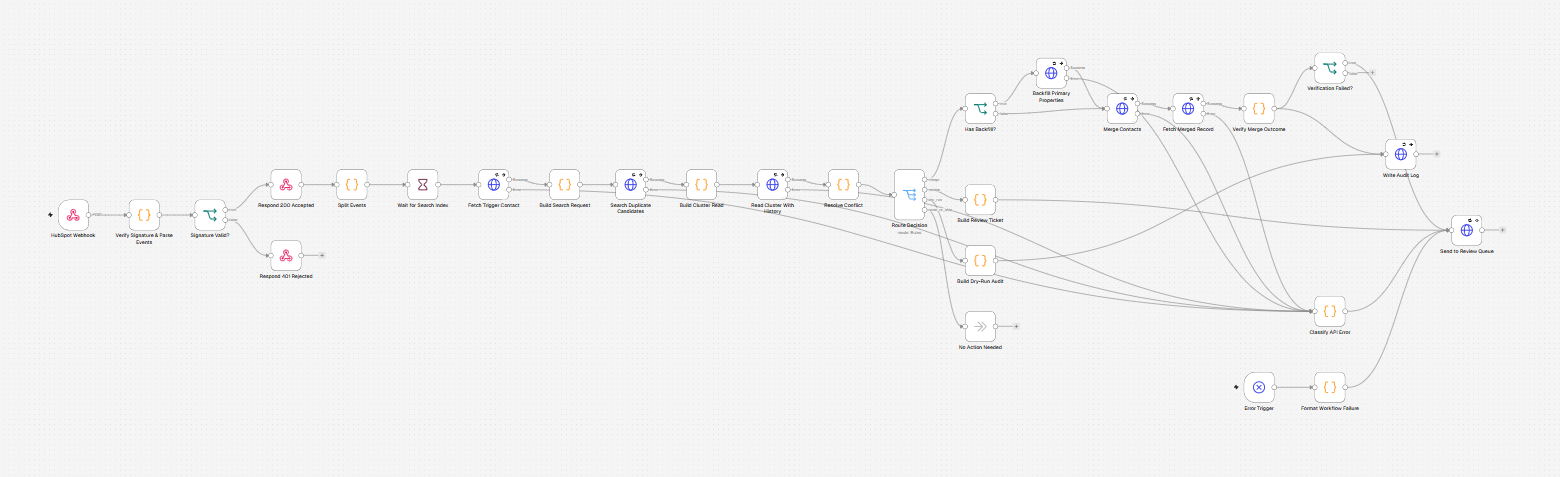 Backfill Primary
Properties
Verification Failed?
Has Backfill?
Merge Contacts
Fetch Merged Record
Verify Merge Outcome
Write Audit Log
Respond 200 Accepted
Split Events
Wait for Search Index
Fetch Trigger Contact
Build Search Request
Search Duplicate
Candidates
Build Cluster Read
Read Cluster With
History
Resolve Conflict
Route Decision
mode: Rules
Build Review Ticket
HubSpot Webhook
Verify Signature & Parse
Events
Signature Valid?
Respond 401 Rejected
Build Dry-Run Audit
Send to Review Queue
No Action Needed
Classify API Error
Error Trigger
Format Workflow Failure